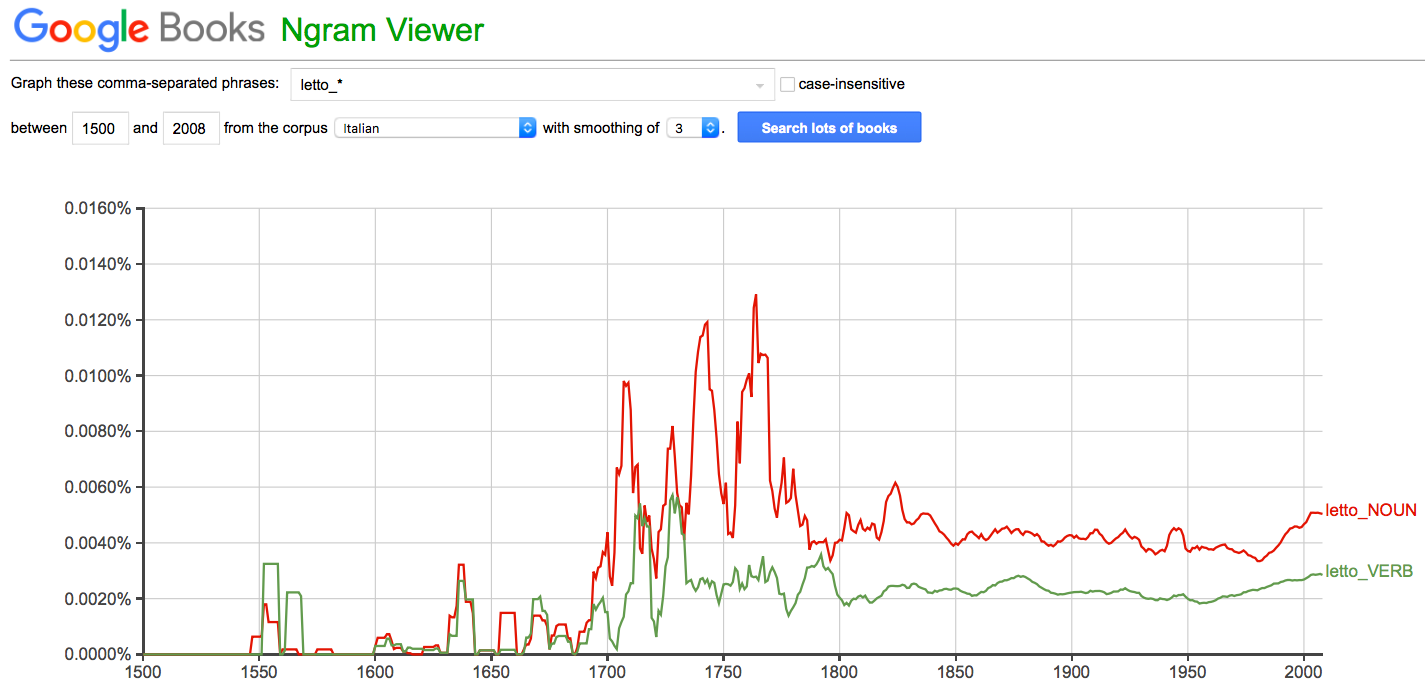 Google Books Ngram Viewer
Graph these comma-separated phrases: letto_* case-insensitive
between 1500 and 2008 from the corpus Italian with smoothing of 3 . Search lots of books
0.0160%
0.0140%
0.0120%
0.0100%
0.0080%
0.0060%
0.0040%
0.0020%
0.0000%
letto_NOUN
letto_VERB
1500 1550 1600 1650 1700 1750 1800 1850 1900 1950 2000